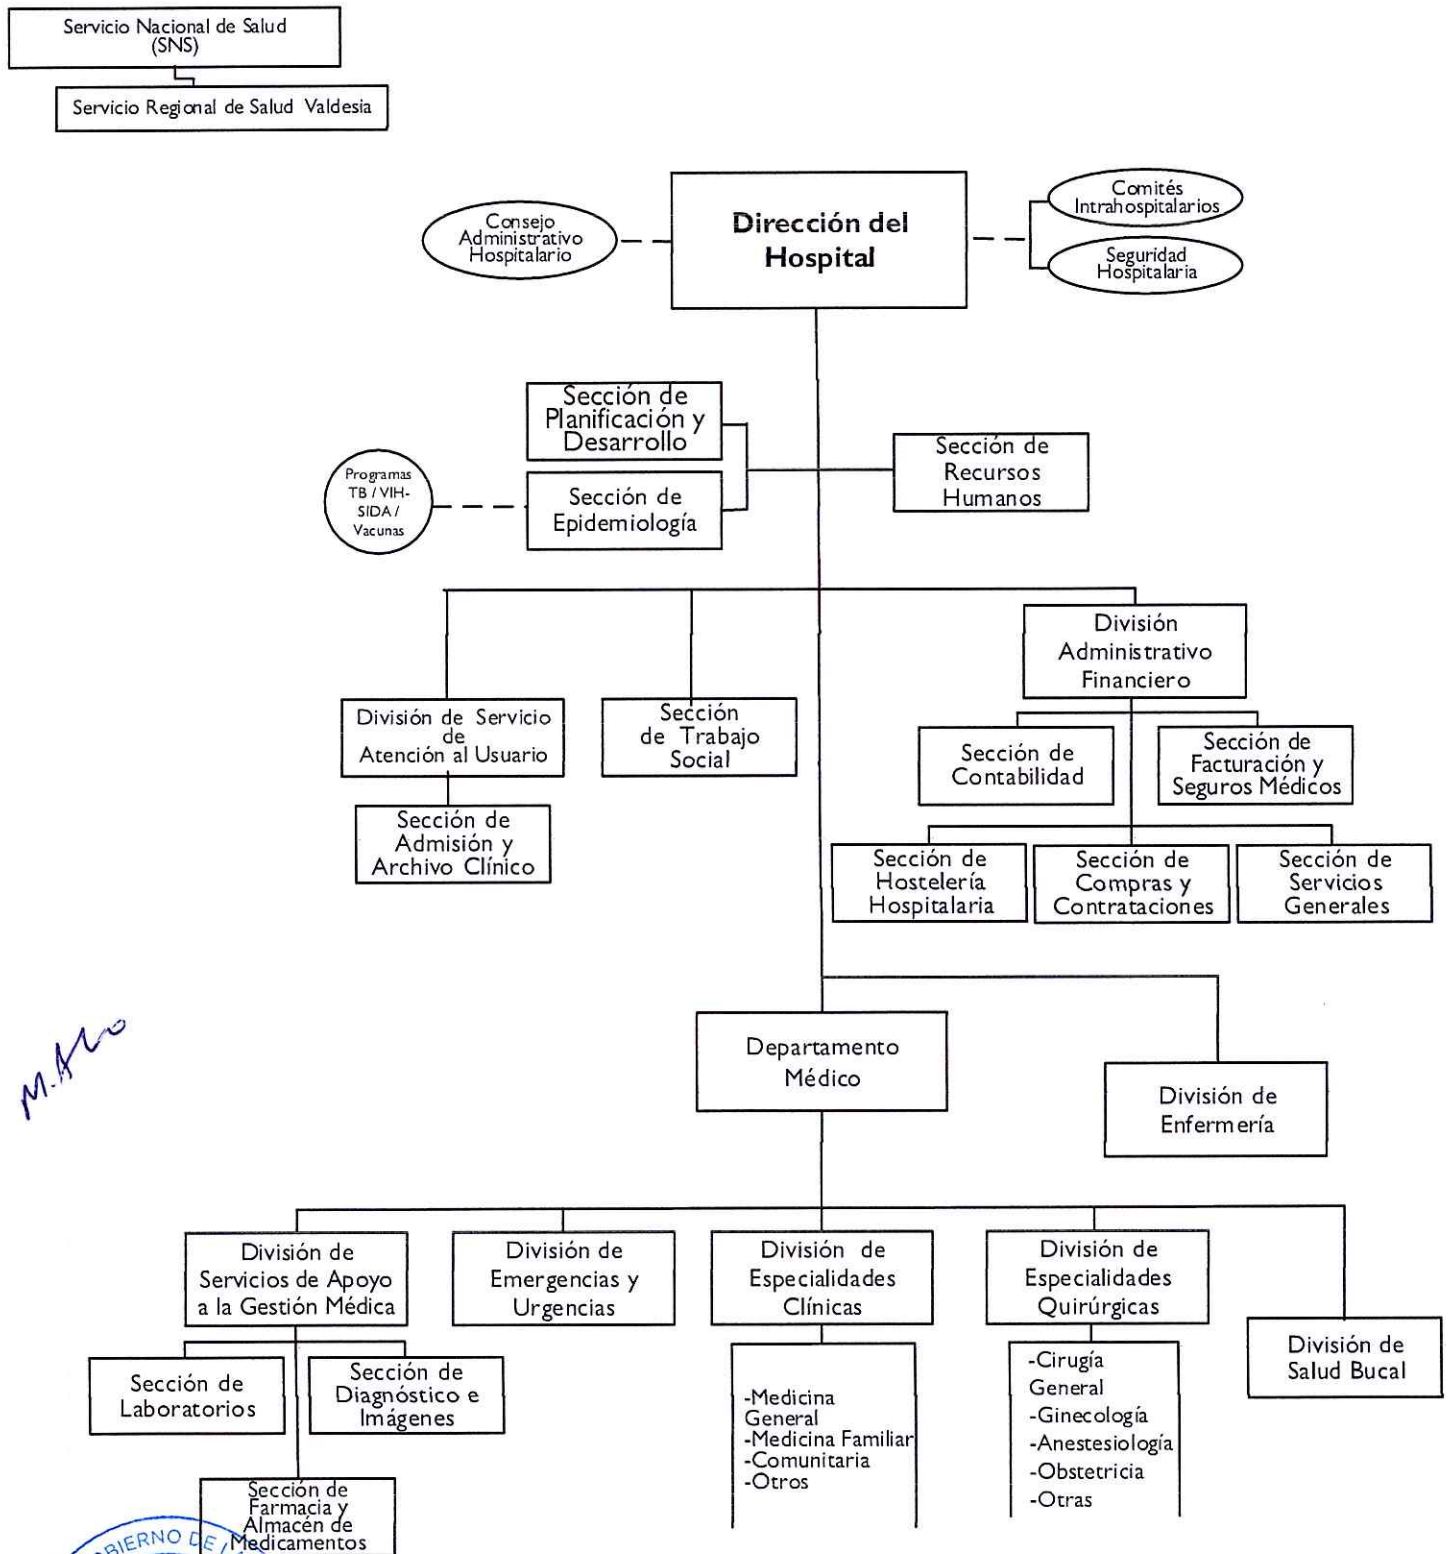 Servicio Nacional de Salud
(SNS)
Servicio Regional de Salud Valdesia
Consejo
Administrativo
Hospitalario
Dirección del
Hospital
Comités
Intrahospitalarios
Seguridad
Hospitalaria
Sección de
Planificación y
Desarrollo
Programas
TB / VIH-
SIDA /
Vacunas
Sección de
Epidemiología
Sección de
Recursos
Humanos
División
Administrativo
Financiero
División de Servicio
de
Atención al Usuario
Sección
de Trabajo
Social
Sección de
Contabilidad
Sección de
Facturación y
Seguros Médicos
Sección de
Admisión y
Archivo Clínico
Sección de
Hostelería
Hospitalaria
Sección de
Compras y
Contrataciones
Sección de
Servicios
Generales
Departamento
Médico
División de
Enfermería
División de
Servicios de Apoyo
a la Gestión Médica
División de
Emergencias y
Urgencias
División de
Especialidades
Clínicas
División de
Especialidades
Quirúrgicas
División de
Salud Bucal
Sección de
Laboratorios
Sección de
Diagnóstico e
Imágenes
-Medicina
General
-Medicina Familiar
-Comunitaria
-Otros
-Cirugía
General
-Ginecología
-Anestesiología
-Obstetricia
-Otras
Sección de
Farmacia y
Almacén de
Medicamentos